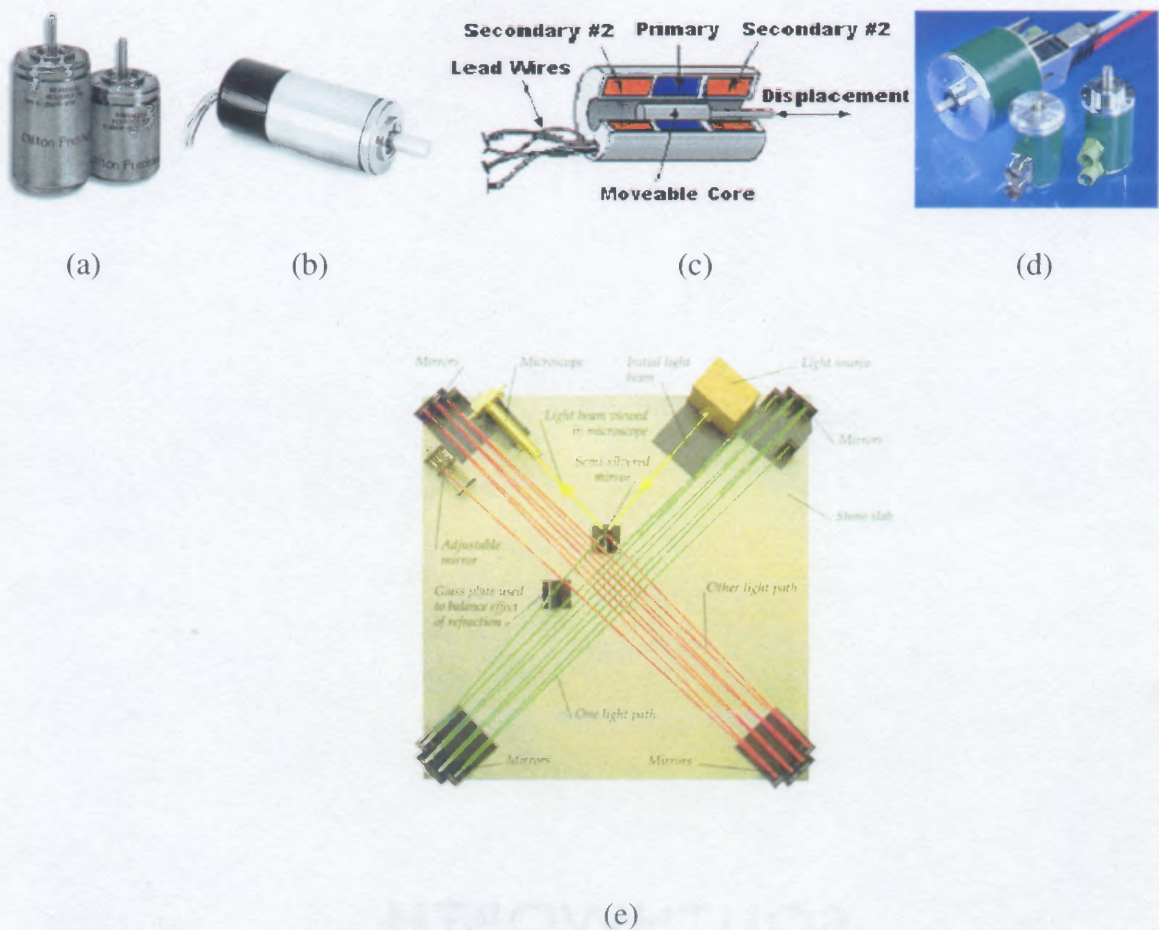 Secondary #2 Primary Secondary #2
Lead Wires
Displacement
Moveable Core
(a)
(b)
(c)
(d)
Mirrors
Microscope
Initial light
beam
Light source
Light beam viewed
in microscope
Mirrors
Semi-silvered
mirror
Stone slab
Adjustable
mirror
Glass plate used
to balance effect
of refraction
Other light path
One light path
Mirrors
Mirrors
(e)